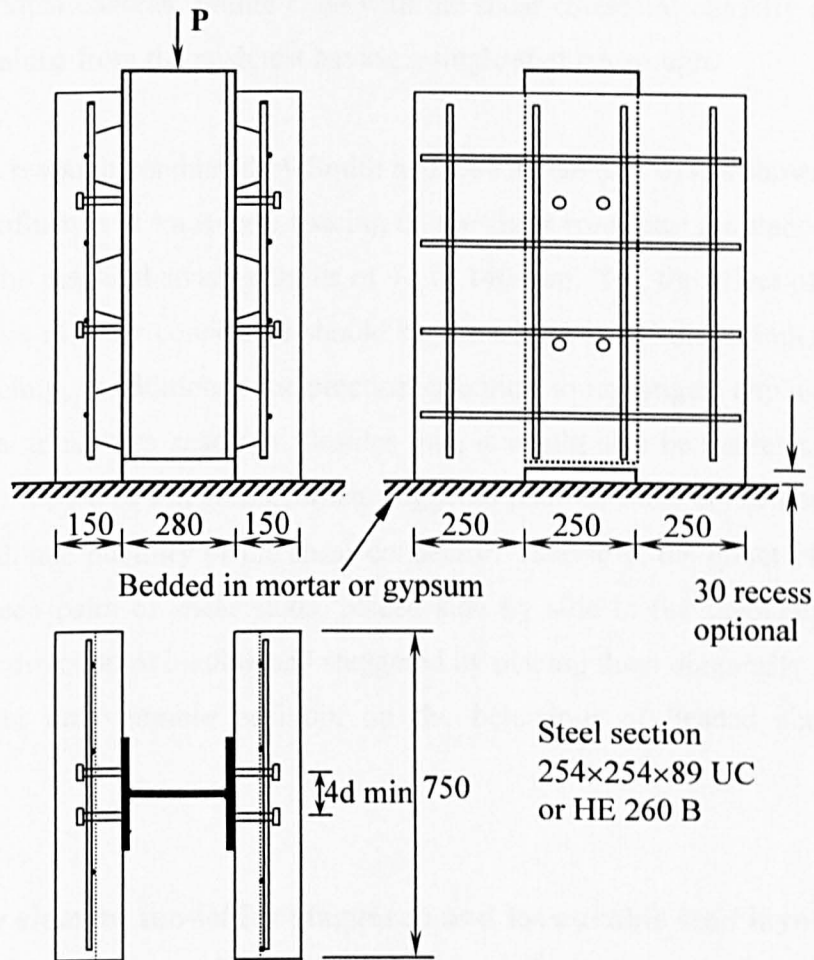 P
150
280
150
250
250
250
Bedded in mortar or gypsum
30 recess
optional
4d min
750
Steel section
254×254×89 UC
or HE 260 B